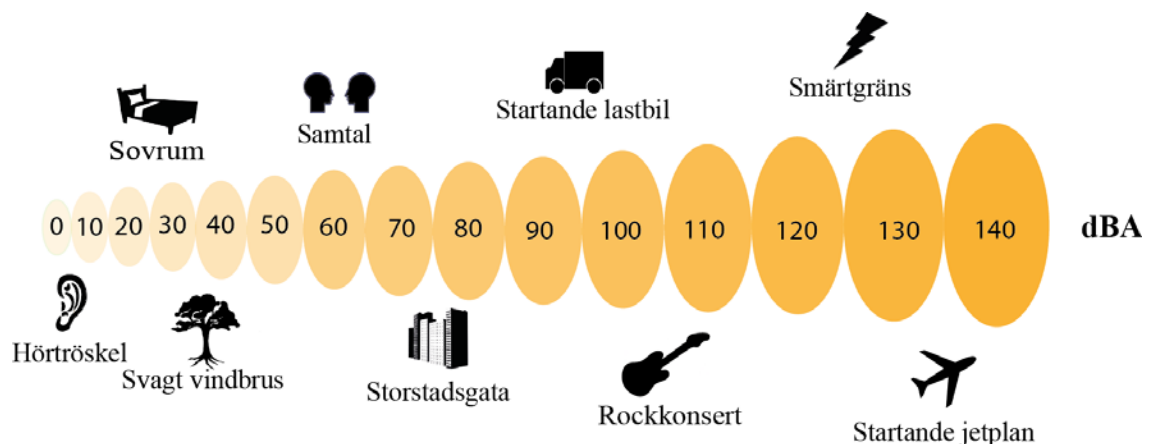 Smärtgräns
Startande lastbil
Samtal
Sovrum
0 10 20 30 40 50 60 70 80 90 100 110 120 130 140 dBA
Hörtröskel
Svagt vindbrus
Storstadsgata
Rockkonsert
Startande jetplan